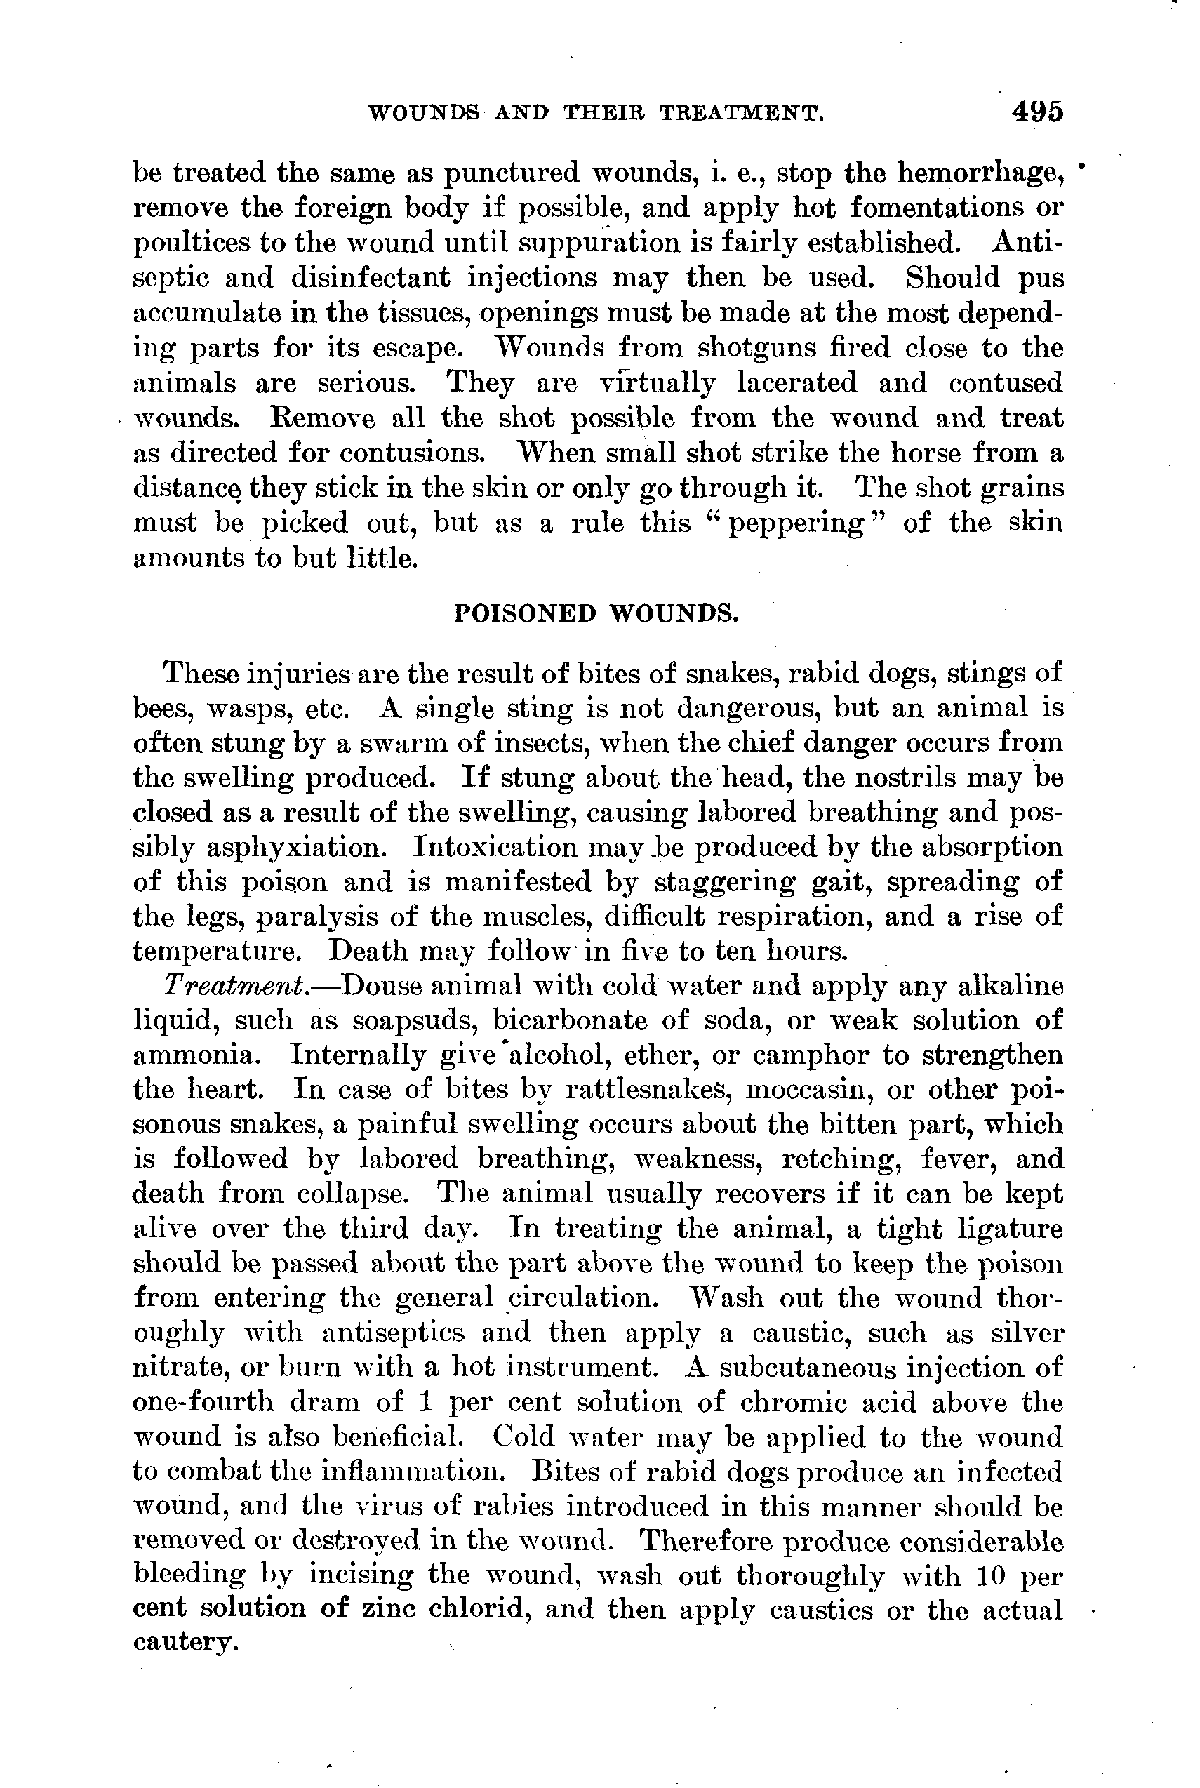 WOUNDS AND THEIR TREATMENT. 495
be treated the same as punctured wounds, i. e., stop the hemorrhage,
remove the foreign body if possible, and apply hot fomentations or
poultices to the wound until suppuration is fairly established. Anti-
septic and disinfectant injections may then be used. Should pus
accumulate in the tissues, openings must be made at the most depend-
ing parts for its escape. Wounds from shotguns fired close to the
animals are serious. They are virtually lacerated and contused
wounds. Remove all the shot possible from the wound and treat
as directed for contusions. When small shot strike the horse from a
distance they stick in the skin or only go through it. The shot grains
must be picked out, but as a rule this "peppering" of the skin
amounts to but little.
POISONED WOUNDS.
These injuries are the result of bites of snakes, rabid dogs, stings of
bees, wasps, etc. A single sting is not dangerous, but an animal is
often stung by a swarm of insects, when the chief danger occurs from
the swelling produced. If stung about the head, the nostrils may be
closed as a result of the swelling, causing labored breathing and pos-
sibly asphyxiation. Intoxication may be produced by the absorption
of this poison and is manifested by staggering gait, spreading of
the legs, paralysis of the muscles, difficult respiration, and a rise of
temperature. Death may follow in five to ten hours.
Treatment.—Douse animal with cold water and apply any alkaline
liquid, such as soapsuds, bicarbonate of soda, or weak solution of
ammonia. Internally give alcohol, ether, or camphor to strengthen
the heart. In case of bites by rattlesnakes, moccasin, or other poi-
sonous snakes, a painful swelling occurs about the bitten part, which
is followed by labored breathing, weakness, retching, fever, and
death from collapse. The animal usually recovers if it can be kept
alive over the third day. In treating the animal, a tight ligature
should be passed about the part above the wound to keep the poison
from entering the general circulation. Wash out the wound thor-
oughly with antiseptics and then apply a caustic, such as silver
nitrate, or burn with a hot instrument. A subcutaneous injection of
one-fourth dram of 1 per cent solution of chromic acid above the
wound is also beneficial. Cold water may be applied to the wound
to combat the inflammation. Bites of rabid dogs produce an infected
wound, and the virus of rabies introduced in this manner should be
removed or destroyed in the wound. Therefore produce considerable
bleeding by incising the wound, wash out thoroughly with 10 per
cent solution of zinc chlorid, and then apply caustics or the actual
cautery.